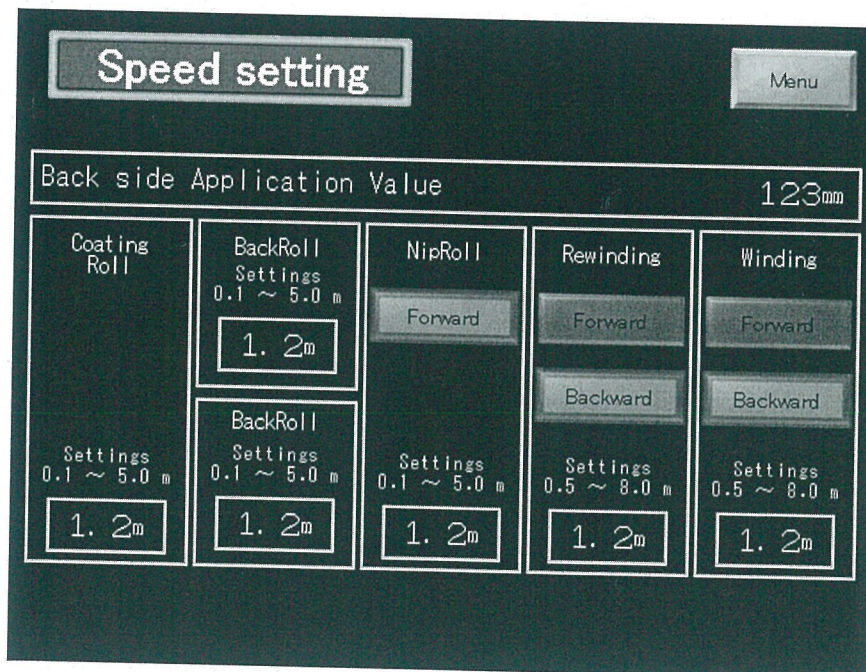 Speed setting
Menu
Back side Application Value 123mm
Coating
Roll
Settings
0.1 ~ 5.0 m
1. 2m
BackRoll
Settings
0.1 ~ 5.0 m
1. 2m
BackRoll
Settings
0.1 ~ 5.0 m
1. 2m
NipRoll
Forward
Settings
0.1 ~ 5.0 m
1. 2m
Rewinding
Forward
Backward
Settings
0.5 ~ 8.0 m
1. 2m
Winding
Forward
Backward
Settings
0.5 ~ 8.0 m
1. 2m